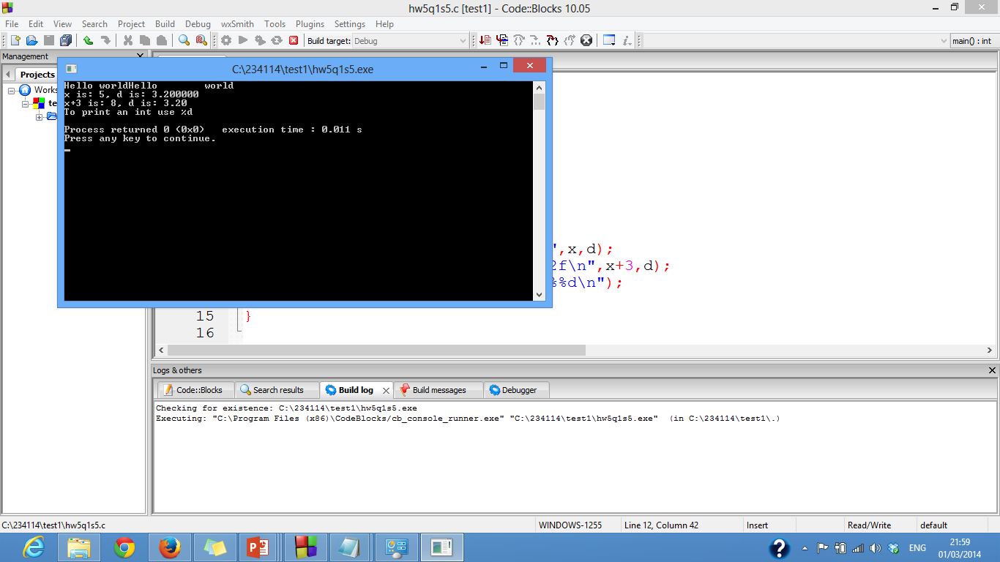 hw5q1s5.c [test1] - Code::Blocks 10.05
File Edit View Search Project Build Debug wxSmith Tools Plugins Settings Help
Build target: Debug main() : int
Management
Projects
Works
te
C:\234114\test1\hw5q1s5.exe
Hello worldHello        world
x is: 5, d is: 3.200000
x+3 is: 8, d is: 3.20
To print an int use %d
Process returned 0 (0x0)   execution time : 0.011 s
Press any key to continue.
",x,d);
2f\n",x+3,d);
%%d\n");
15 }
16
Logs & others
Code::Blocks Search results Build log Build messages Debugger
Checking for existence: C:\234114\test1\hw5q1s5.exe
Executing: "C:\Program Files (x86)\CodeBlocks/cb_console_runner.exe" "C:\234114\test1\hw5q1s5.exe"  (in C:\234114\test1\.)
C:\234114\test1\hw5q1s5.c WINDOWS-1255 Line 12, Column 42 Insert Read/Write default
ENG 21:59
01/03/2014